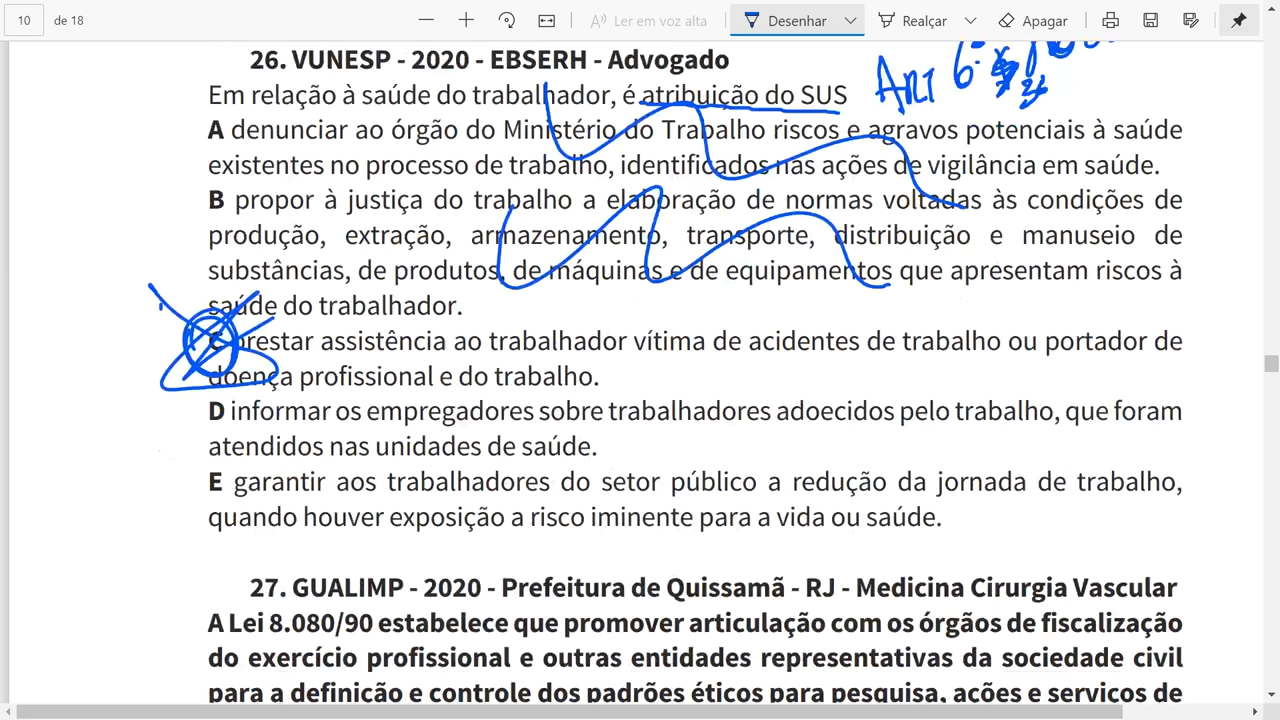 10 de 18 Ler em voz alta Desenhar Realçar Apagar
26. VUNESP - 2020 - EBSERH - Advogado
Em relação à saúde do trabalhador, é atribuição do SUS
ART 6º
A denunciar ao órgão do Ministério do Trabalho riscos e agravos potenciais à saúde
existentes no processo de trabalho, identificados nas ações de vigilância em saúde.
B propor à justiça do trabalho a elaboração de normas voltadas às condições de
produção, extração, armazenamento, transporte, distribuição e manuseio de
substâncias, de produtos, de máquinas e de equipamentos que apresentam riscos à
saúde do trabalhador.
C prestar assistência ao trabalhador vítima de acidentes de trabalho ou portador de
doença profissional e do trabalho.
D informar os empregadores sobre trabalhadores adoecidos pelo trabalho, que foram
atendidos nas unidades de saúde.
E garantir aos trabalhadores do setor público a redução da jornada de trabalho,
quando houver exposição a risco iminente para a vida ou saúde.
27. GUALIMP - 2020 - Prefeitura de Quissamã - RJ - Medicina Cirurgia Vascular
A Lei 8.080/90 estabelece que promover articulação com os órgãos de fiscalização
do exercício profissional e outras entidades representativas da sociedade civil
para a definição e controle dos padrões éticos para pesquisa, ações e serviços de